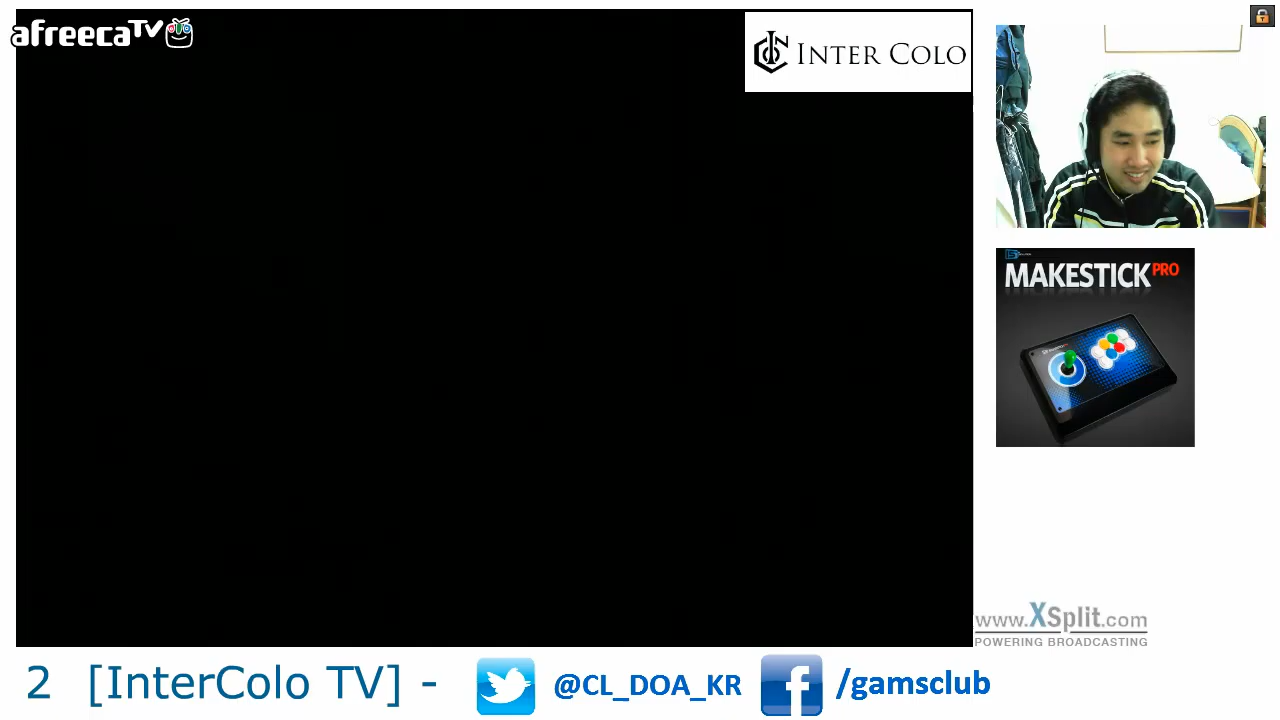 afreecaTV
INTER COLO
MAKESTICK PRO
www.XSplit.com
POWERING BROADCASTING
2 [InterColo TV] -
@CL_DOA_KR
/gamsclub